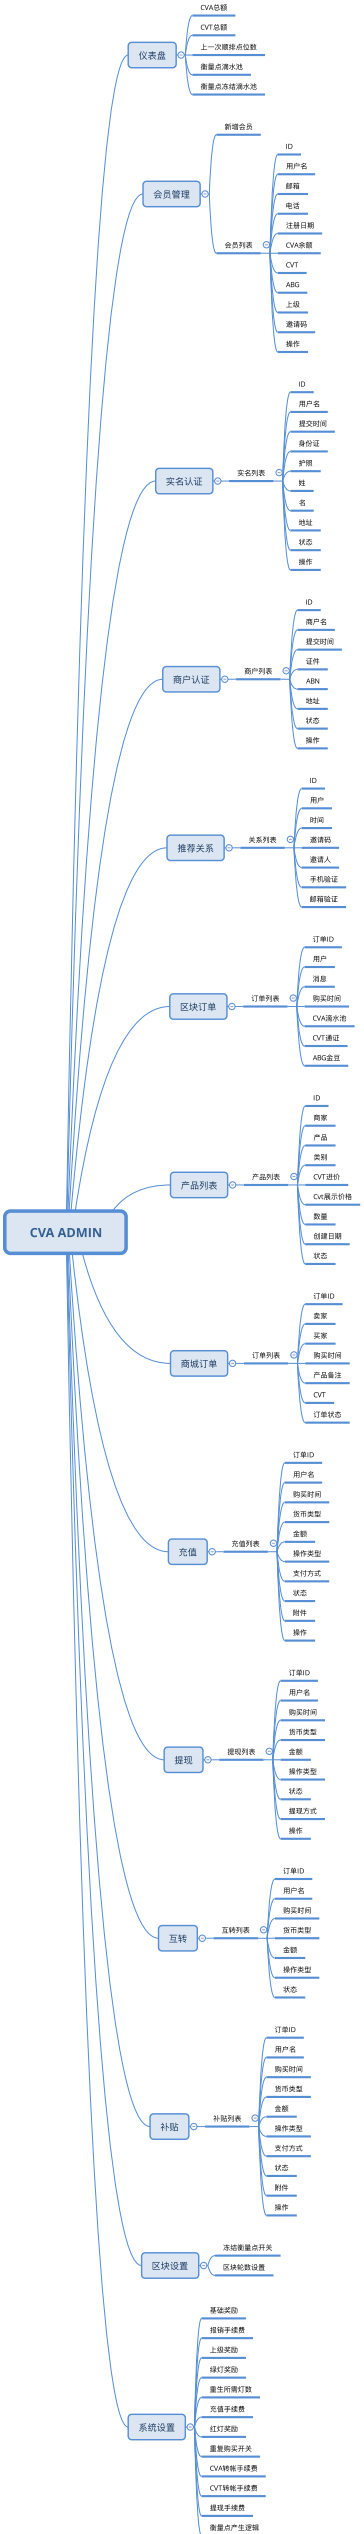 CVA ADMIN
仪表盘
CVA总额
CVT总额
上一次顺排点位数
衡量点滴水池
衡量点冻结滴水池
会员管理
新增会员
会员列表
ID
用户名
邮箱
电话
注册日期
CVA余额
CVT
ABG
上级
邀请码
操作
实名认证
实名列表
ID
用户名
提交时间
身份证
护照
姓
名
地址
状态
操作
商户认证
商户列表
ID
商户名
提交时间
证件
ABN
地址
状态
操作
推荐关系
关系列表
ID
用户
时间
邀请码
邀请人
手机验证
邮箱验证
区块订单
订单列表
订单ID
用户
消息
购买时间
CVA滴水池
CVT通证
ABG金豆
产品列表
产品列表
ID
商家
产品
类别
CVT进价
Cvt展示价格
数量
创建日期
状态
商城订单
订单列表
订单ID
卖家
买家
购买时间
产品备注
CVT
订单状态
充值
充值列表
订单ID
用户名
购买时间
货币类型
金额
操作类型
支付方式
状态
附件
操作
提现
提现列表
订单ID
用户名
购买时间
货币类型
金额
操作类型
状态
提现方式
操作
互转
互转列表
订单ID
用户名
购买时间
货币类型
金额
操作类型
状态
补贴
补贴列表
订单ID
用户名
购买时间
货币类型
金额
操作类型
支付方式
状态
附件
操作
区块设置
冻结衡量点开关
区块轮数设置
系统设置
基础奖励
报销手续费
上级奖励
绿灯奖励
重生所需灯数
充值手续费
红灯奖励
重复购买开关
CVA转帐手续费
CVT转帐手续费
提现手续费
衡量点产生逻辑